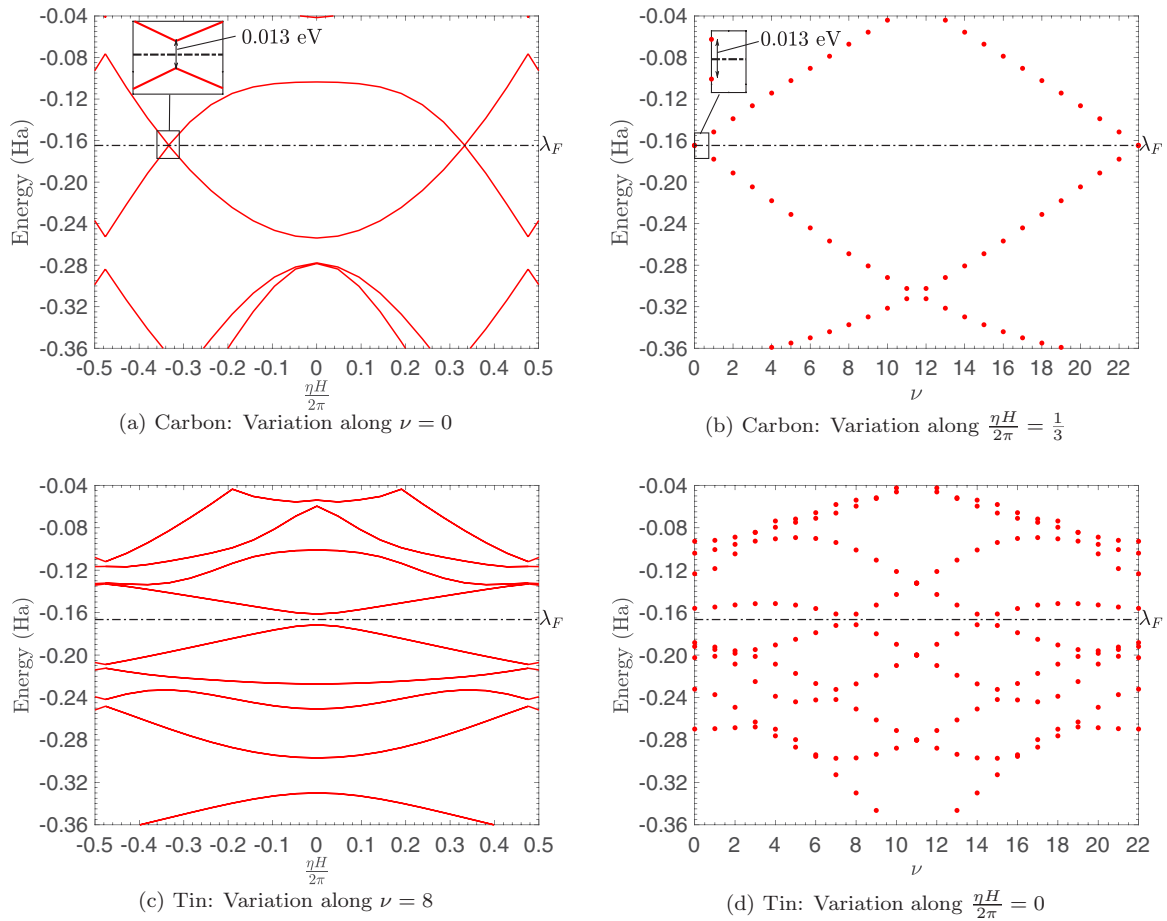 -0.04
-0.08
-0.12
-0.16
-0.20
-0.24
-0.28
-0.32
-0.36
Energy (Ha)
0.013 eV
λ_F
-0.5 -0.4 -0.3 -0.2 -0.1 0 0.1 0.2 0.3 0.4 0.5
ηH
2π
(a) Carbon: Variation along ν = 0
-0.04
-0.08
-0.12
-0.16
-0.20
-0.24
-0.28
-0.32
-0.36
Energy (Ha)
0.013 eV
λ_F
0 2 4 6 8 10 12 14 16 18 20 22
ν
(b) Carbon: Variation along ηH/2π = 1/3
-0.04
-0.08
-0.12
-0.16
-0.20
-0.24
-0.28
-0.32
-0.36
Energy (Ha)
λ_F
-0.5 -0.4 -0.3 -0.2 -0.1 0 0.1 0.2 0.3 0.4 0.5
ηH
2π
(c) Tin: Variation along ν = 8
-0.04
-0.08
-0.12
-0.16
-0.20
-0.24
-0.28
-0.32
-0.36
Energy (Ha)
λ_F
0 2 4 6 8 10 12 14 16 18 20 22
ν
(d) Tin: Variation along ηH/2π = 0